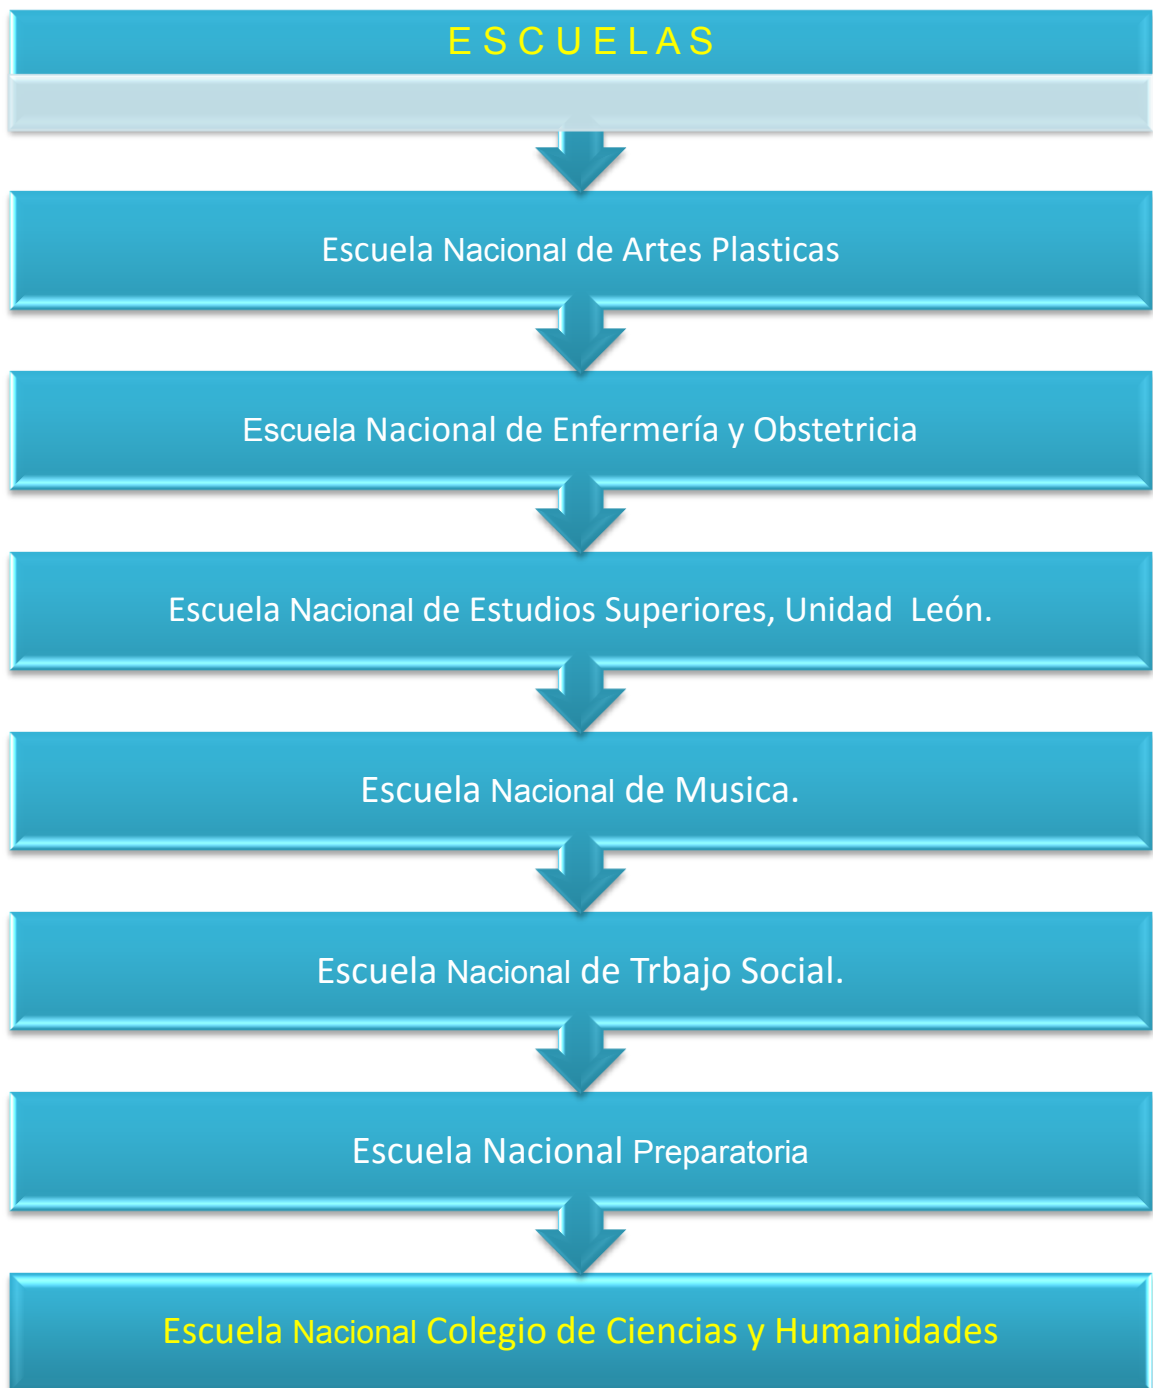 E S C U E L A S
Escuela Nacional de Artes Plasticas
Escuela Nacional de Enfermería y Obstetricia
Escuela Nacional de Estudios Superiores, Unidad  León.
Escuela Nacional de Musica.
Escuela Nacional de Trbajo Social.
Escuela Nacional Preparatoria
Escuela Nacional Colegio de Ciencias y Humanidades